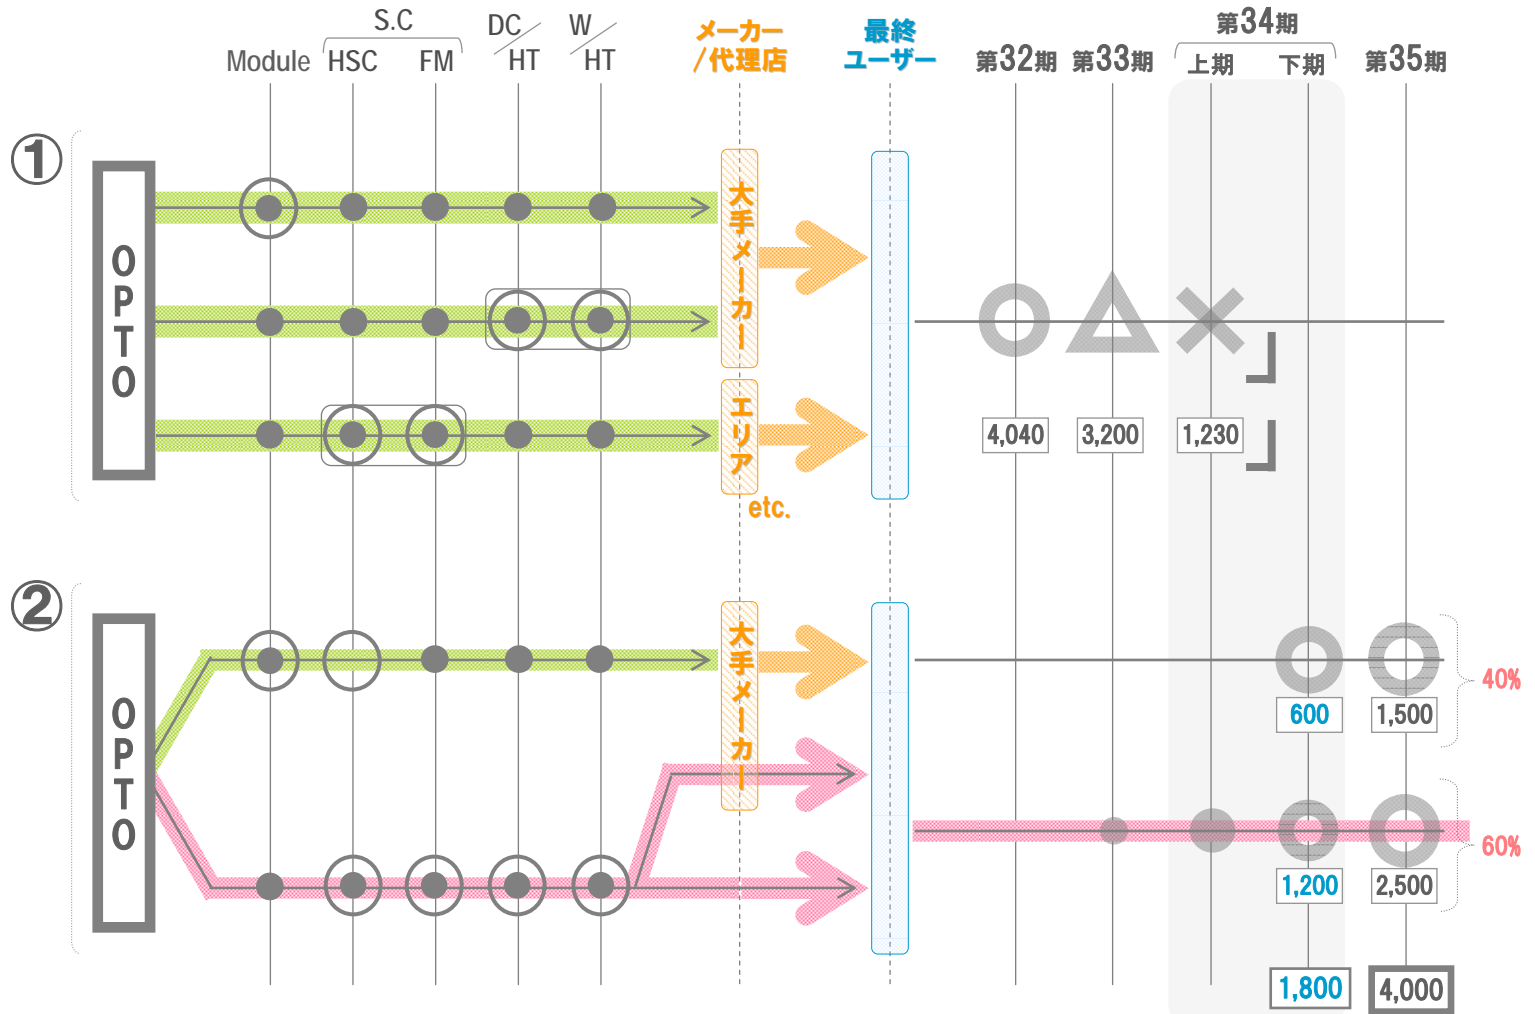 S.C
DC/HT
W/HT
Module
HSC
FM
メーカー
/代理店
最終
ユーザー
第32期
第33期
第34期
上期
下期
第35期
①
OPTO
大手メーカー
エリア
etc.
4,040
3,200
1,230
②
OPTO
大手メーカー
600
1,500
40%
60%
1,200
2,500
1,800
4,000